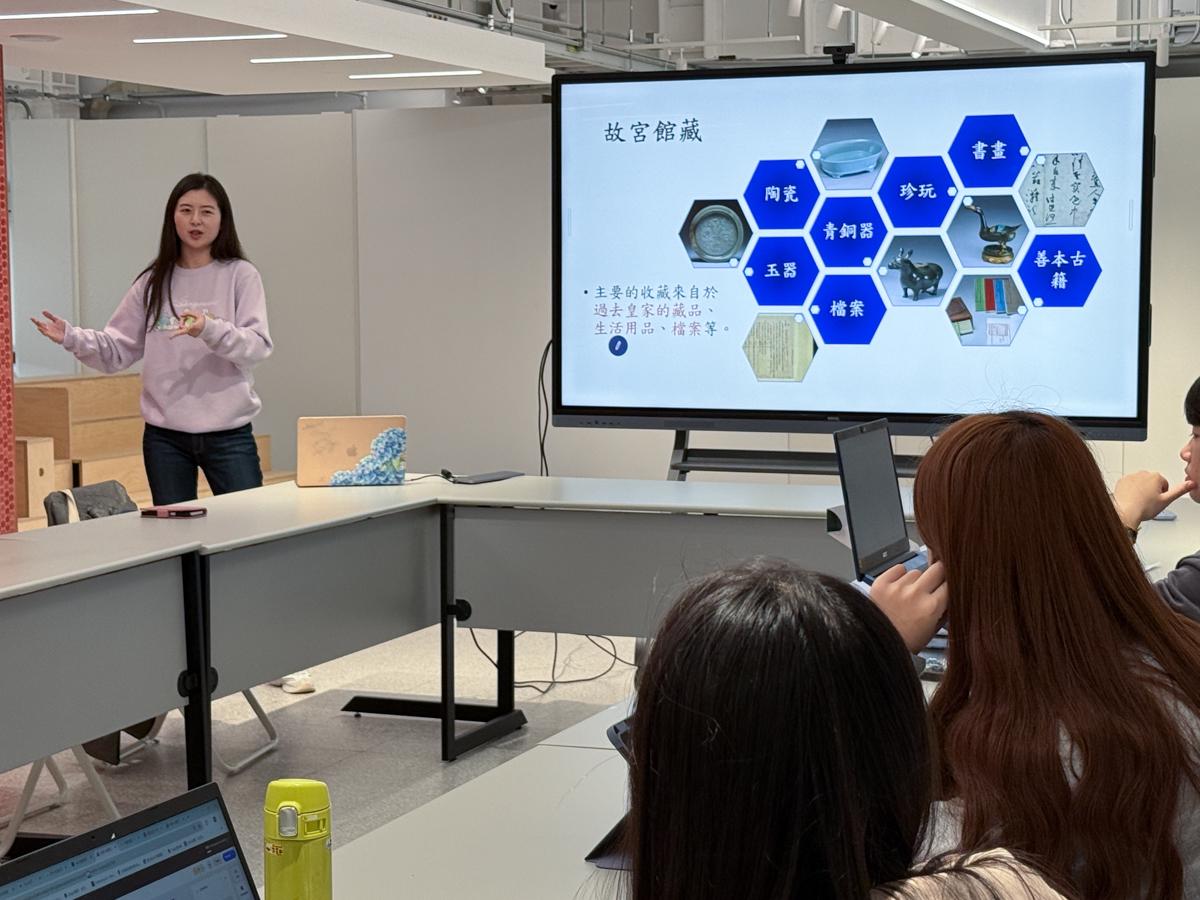 故宮館藏
書畫
陶瓷
珍玩
青銅器
玉器
善本古
籍
檔案
• 主要的收藏來自於
過去皇家的藏品、
生活用品、檔案等。